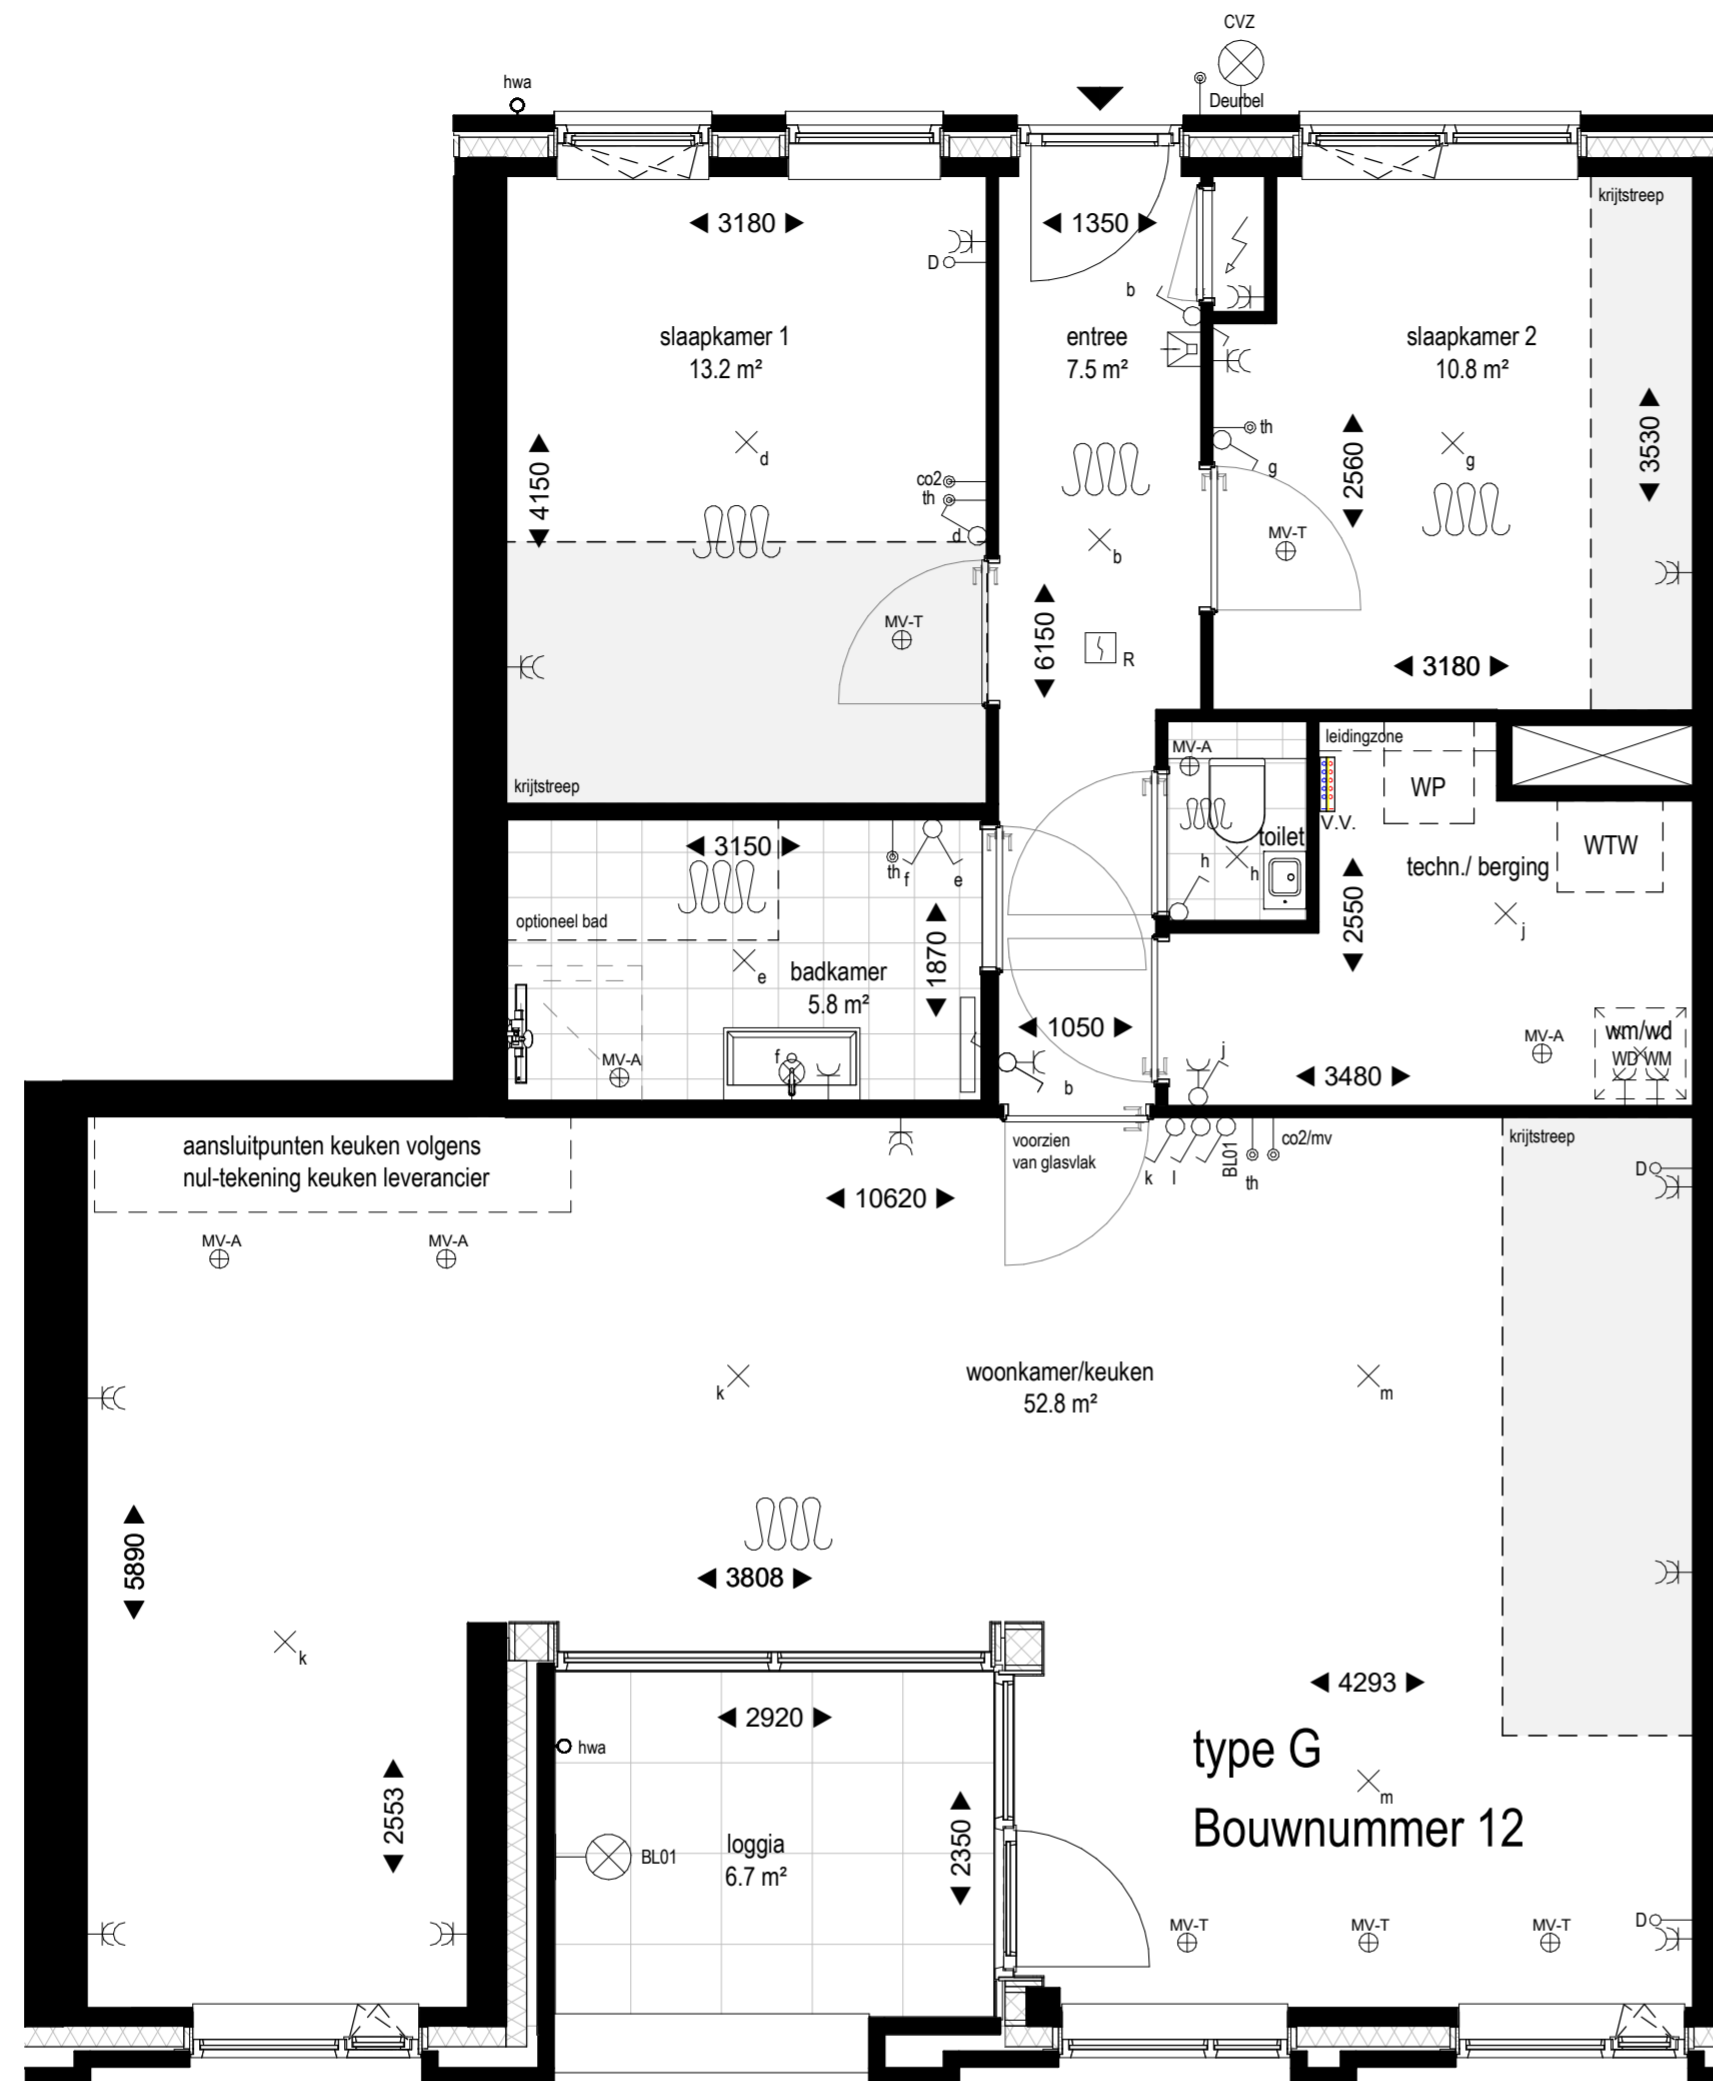 CVZ
hwa
Deurbel
krijtstreep
3180
1350
D
b
slaapkamer 1
13.2 m²
entree
7.5 m²
slaapkamer 2
10.8 m²
4150
d
co2
th
d
th
g
2560
g
3530
MV-T
b
MV-T
6150
R
3180
krijtstreep
MV-A
leidingzone
WP
V.V.
WTW
3150
th
f
e
toilet
h
h
techn./ berging
optioneel bad
1870
2550
j
e
badkamer
5.8 m²
1050
wm/wd
WD
WM
MV-A
MV-A
f
b
j
3480
aansluitpunten keuken volgens
nul-tekening keuken leverancier
voorzien
van glasvlak
k
l
BL01
th
co2/mv
krijtstreep
D
10620
MV-A
MV-A
k
woonkamer/keuken
52.8 m²
m
5890
3808
k
4293
2920
type G
hwa
m
2553
Bouwnummer 12
loggia
6.7 m²
BL01
2350
MV-T
MV-T
MV-T
D